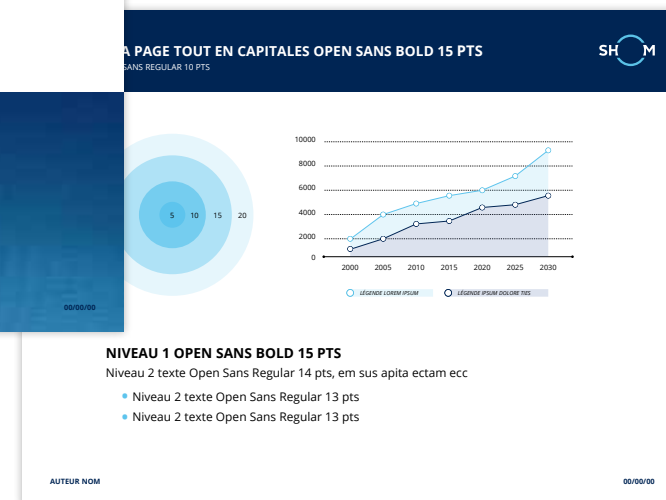 A PAGE TOUT EN CAPITALES OPEN SANS BOLD 15 PTS
SANS REGULAR 10 PTS
SHOM
5 10 15 20
10000
8000
6000
4000
2000
0
2000 2005 2010 2015 2020 2025 2030
LÉGENDE LOREM IPSUM LÉGENDE IPSUM DOLORE TIES
00/00/00
NIVEAU 1 OPEN SANS BOLD 15 PTS
Niveau 2 texte Open Sans Regular 14 pts, em sus apita ectam ecc
Niveau 2 texte Open Sans Regular 13 pts
Niveau 2 texte Open Sans Regular 13 pts
AUTEUR NOM 00/00/00